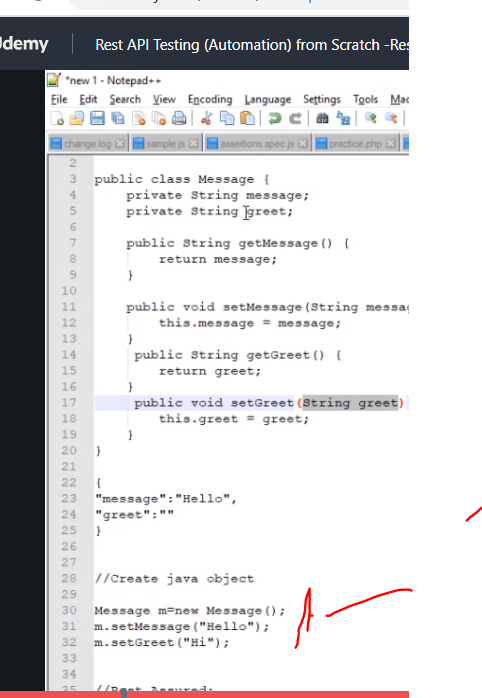 Udemy
Rest API Testing (Automation) from Scratch -Res
*new 1 - Notepad++
File Edit Search View Encoding Language Settings Tools Mac
change.log sample.js assertions.spec.js practice.php
2
3 public class Message {
4 private String message;
5 private String greet;
6
7 public String getMessage() {
8 return message;
9 }
10
11 public void setMessage(String messa
12 this.message = message;
13 }
14 public String getGreet() {
15 return greet;
16 }
17 public void setGreet(String greet)
18 this.greet = greet;
19 }
20 }
21
22 {
23 "message":"Hello",
24 "greet":""
25 }
26
27
28 //Create java object
29
30 Message m=new Message();
31 m.setMessage("Hello");
32 m.setGreet("Hi");
33
34
35 //Rest Assured: